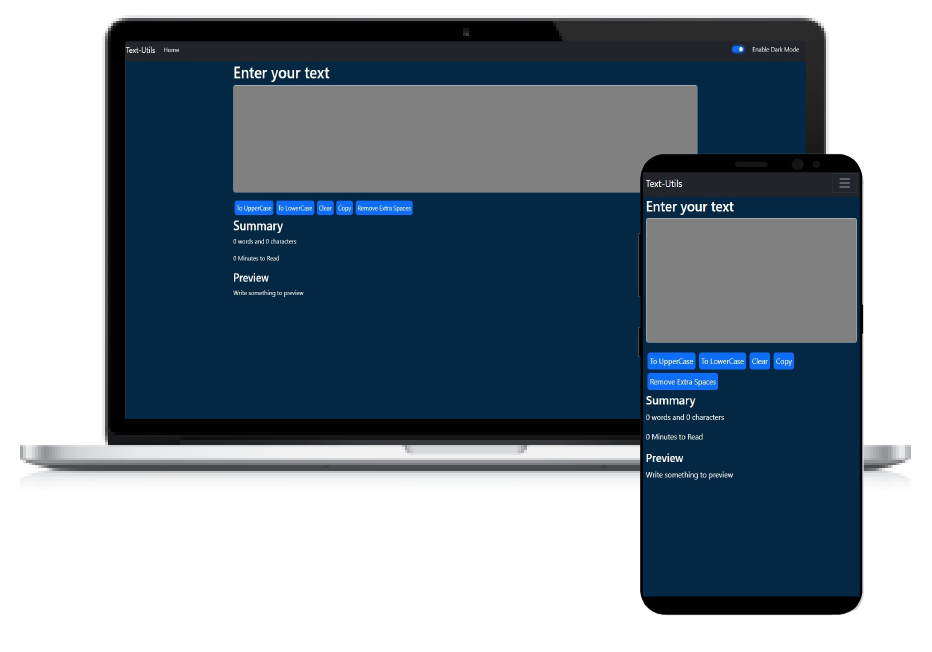 Text-Utils Home Enable Dark Mode
Enter your text
To UpperCase To LowerCase Clear Copy Remove Extra Spaces
Summary
0 words and 0 characters
0 Minutes to Read
Preview
Write something to preview
Text-Utils
Enter your text
To UpperCase To LowerCase Clear Copy
Remove Extra Spaces
Summary
0 words and 0 characters
0 Minutes to Read
Preview
Write something to preview